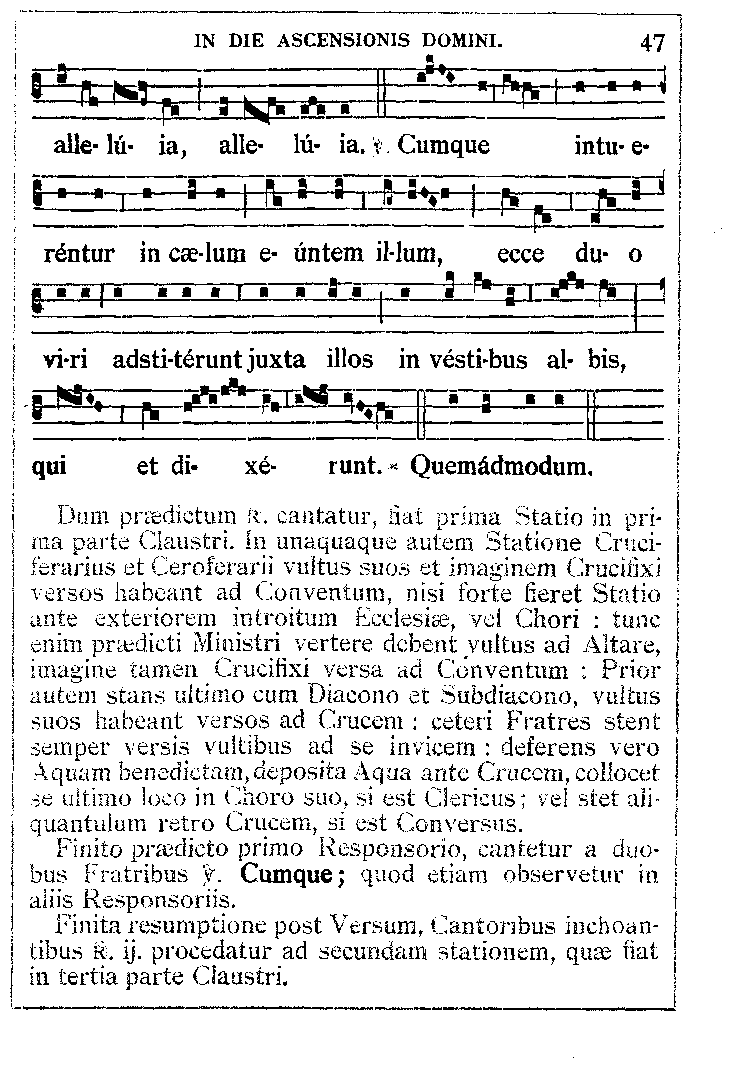 IN DIE ASCENSIONIS DOMINI. 47
alle- lú- ia, alle- lú- ia. ℣. Cumque intu- e-
réntur in cæ-lum e- úntem il-lum, ecce du- o
vi-ri adsti-térunt juxta illos in vésti-bus al- bis,
qui et di- xé- runt. * Quemádmodum.
Dum prædictum ℟. cantatur, fiat prima Statio in pri-
ma parte Claustri. In unaquaque autem Statione Cruci-
ferarius et Ceroferarii vultus suos et imaginem Crucifixi
versos habeant ad Conventum, nisi forte fieret Statio
ante exteriorem introitum Ecclesiæ, vel Chori : tunc
enim prædicti Ministri vertere debent vultus ad Altare,
imagine tamen Crucifixi versa ad Conventum : Prior
autem stans ultimo cum Diacono et Subdiacono, vultus
suos habeant versos ad Crucem : ceteri Fratres stent
semper versis vultibus ad se invicem : deferens vero
Aquam benedictam, deposita Aqua ante Crucem, collocet
se ultimo loco in Choro suo, si est Clericus ; vel stet ali-
quantulum retro Crucem, si est Conversus.
Finito prædicto primo Responsorio, cantetur a duo-
bus Fratribus ℣. Cumque ; quod etiam observetur in
aliis Responsoriis.
Finita resumptione post Versum, Cantoribus inchoan-
tibus ℟. ij. procedatur ad secundam stationem, quæ fiat
in tertia parte Claustri.